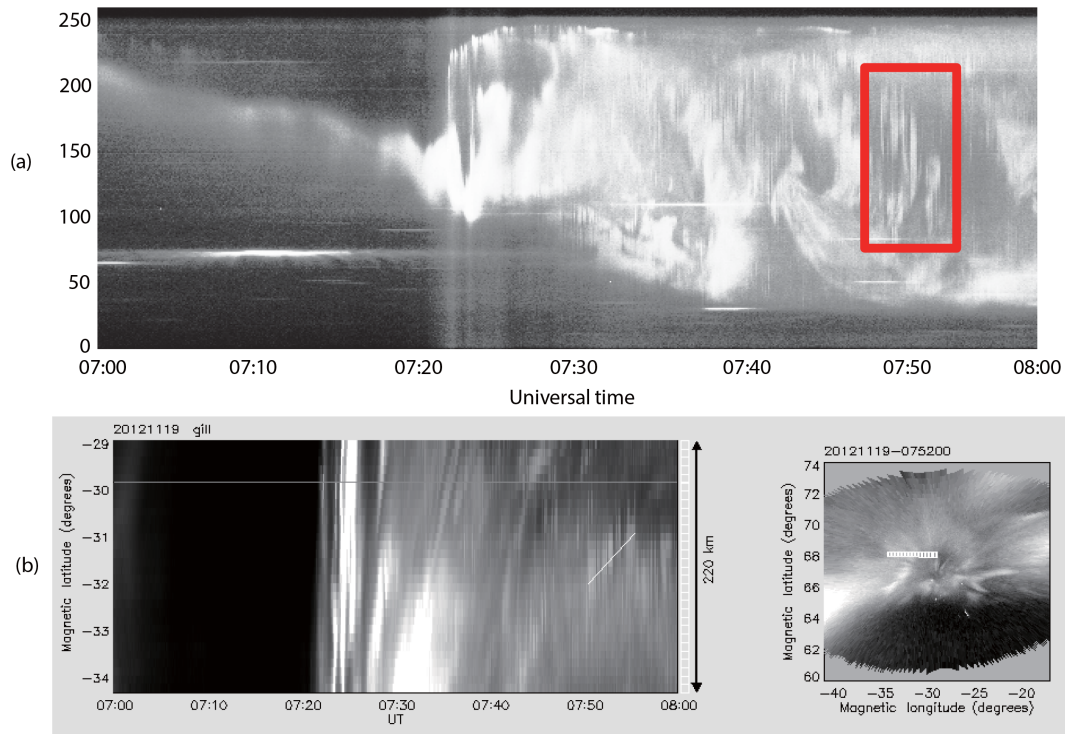 (a)
250
200
150
100
50
0
07:00 07:10 07:20 07:30 07:40 07:50 08:00
Universal time
(b)
20121119 gill
Magnetic latitude (degrees)
−29
−30
−31
−32
−33
−34
07:00 07:10 07:20 07:30 07:40 07:50 08:00
UT
220 km
20121119-075200
Magnetic latitude (degrees)
74
72
70
68
66
64
62
60
−40 −35 −30 −25 −20
Magnetic longitude (degrees)